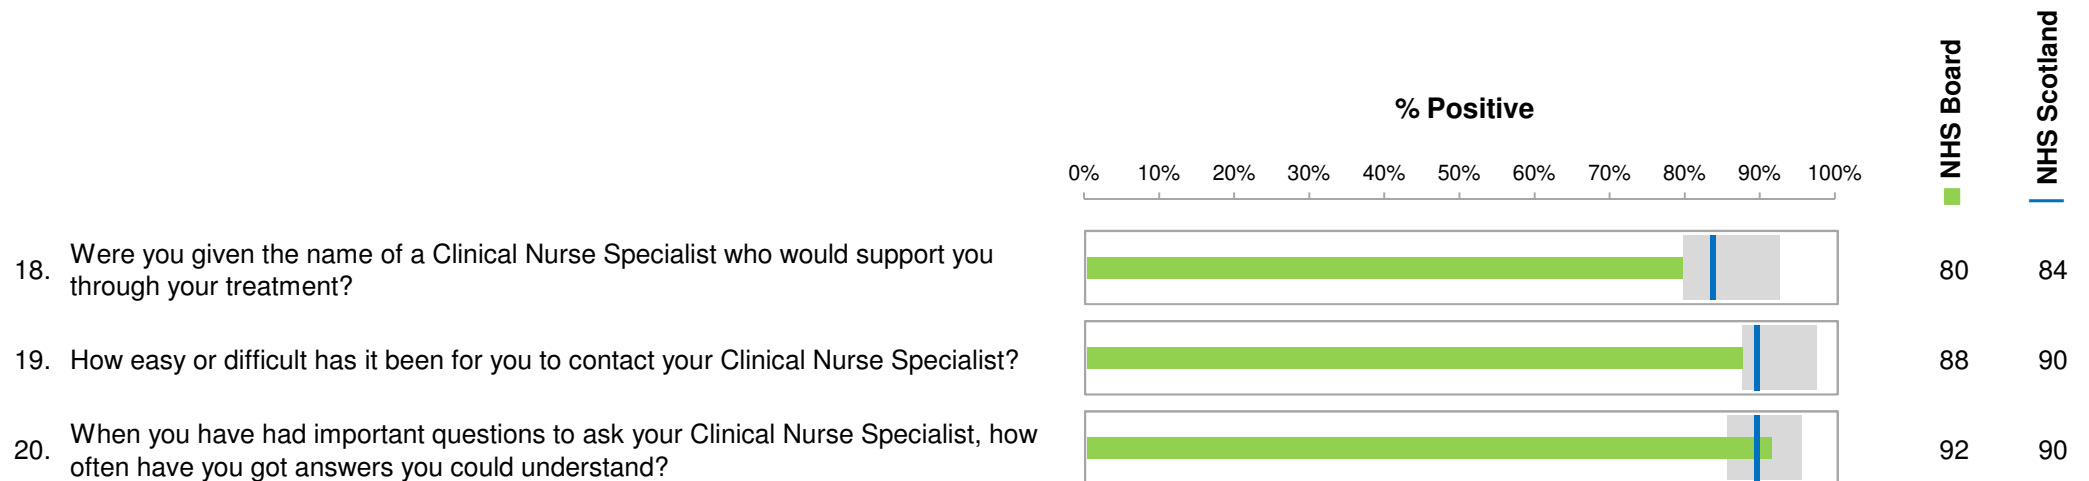 NHS Board
NHS Scotland
% Positive
0% 10% 20% 30% 40% 50% 60% 70% 80% 90% 100%
18. Were you given the name of a Clinical Nurse Specialist who would support you
through your treatment?
80 84
19. How easy or difficult has it been for you to contact your Clinical Nurse Specialist?
88 90
20. When you have had important questions to ask your Clinical Nurse Specialist, how
often have you got answers you could understand?
92 90